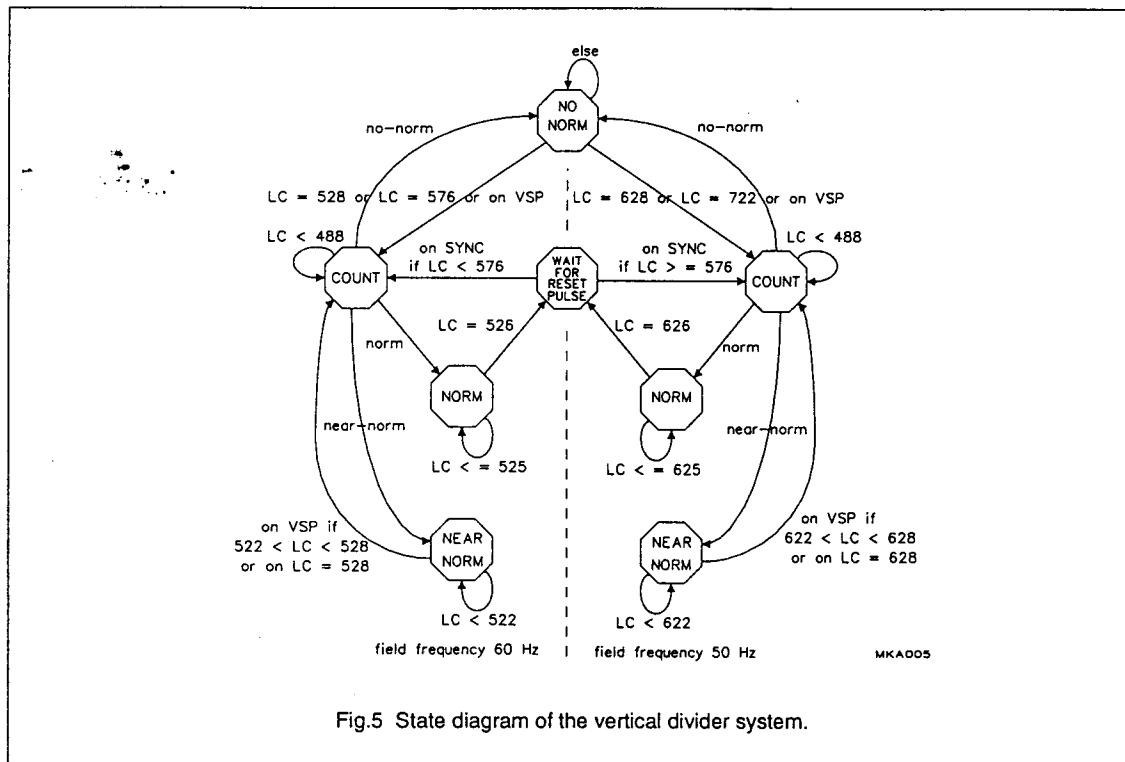 else
NO
NORM
no-norm
no-norm
LC = 528 or LC = 576 or on VSP
LC = 628 or LC = 722 or on VSP
LC < 488
LC < 488
on SYNC
if LC < 576
on SYNC
if LC > = 576
COUNT
WAIT
FOR
RESET
PULSE
COUNT
LC = 526
LC = 626
norm
norm
NORM
NORM
near-norm
near-norm
LC < = 525
LC < = 625
on VSP if
522 < LC < 528
or on LC = 528
on VSP if
622 < LC < 628
or on LC = 628
NEAR
NORM
NEAR
NORM
LC < 522
LC < 622
field frequency 60 Hz
field frequency 50 Hz
MKA005
Fig.5 State diagram of the vertical divider system.